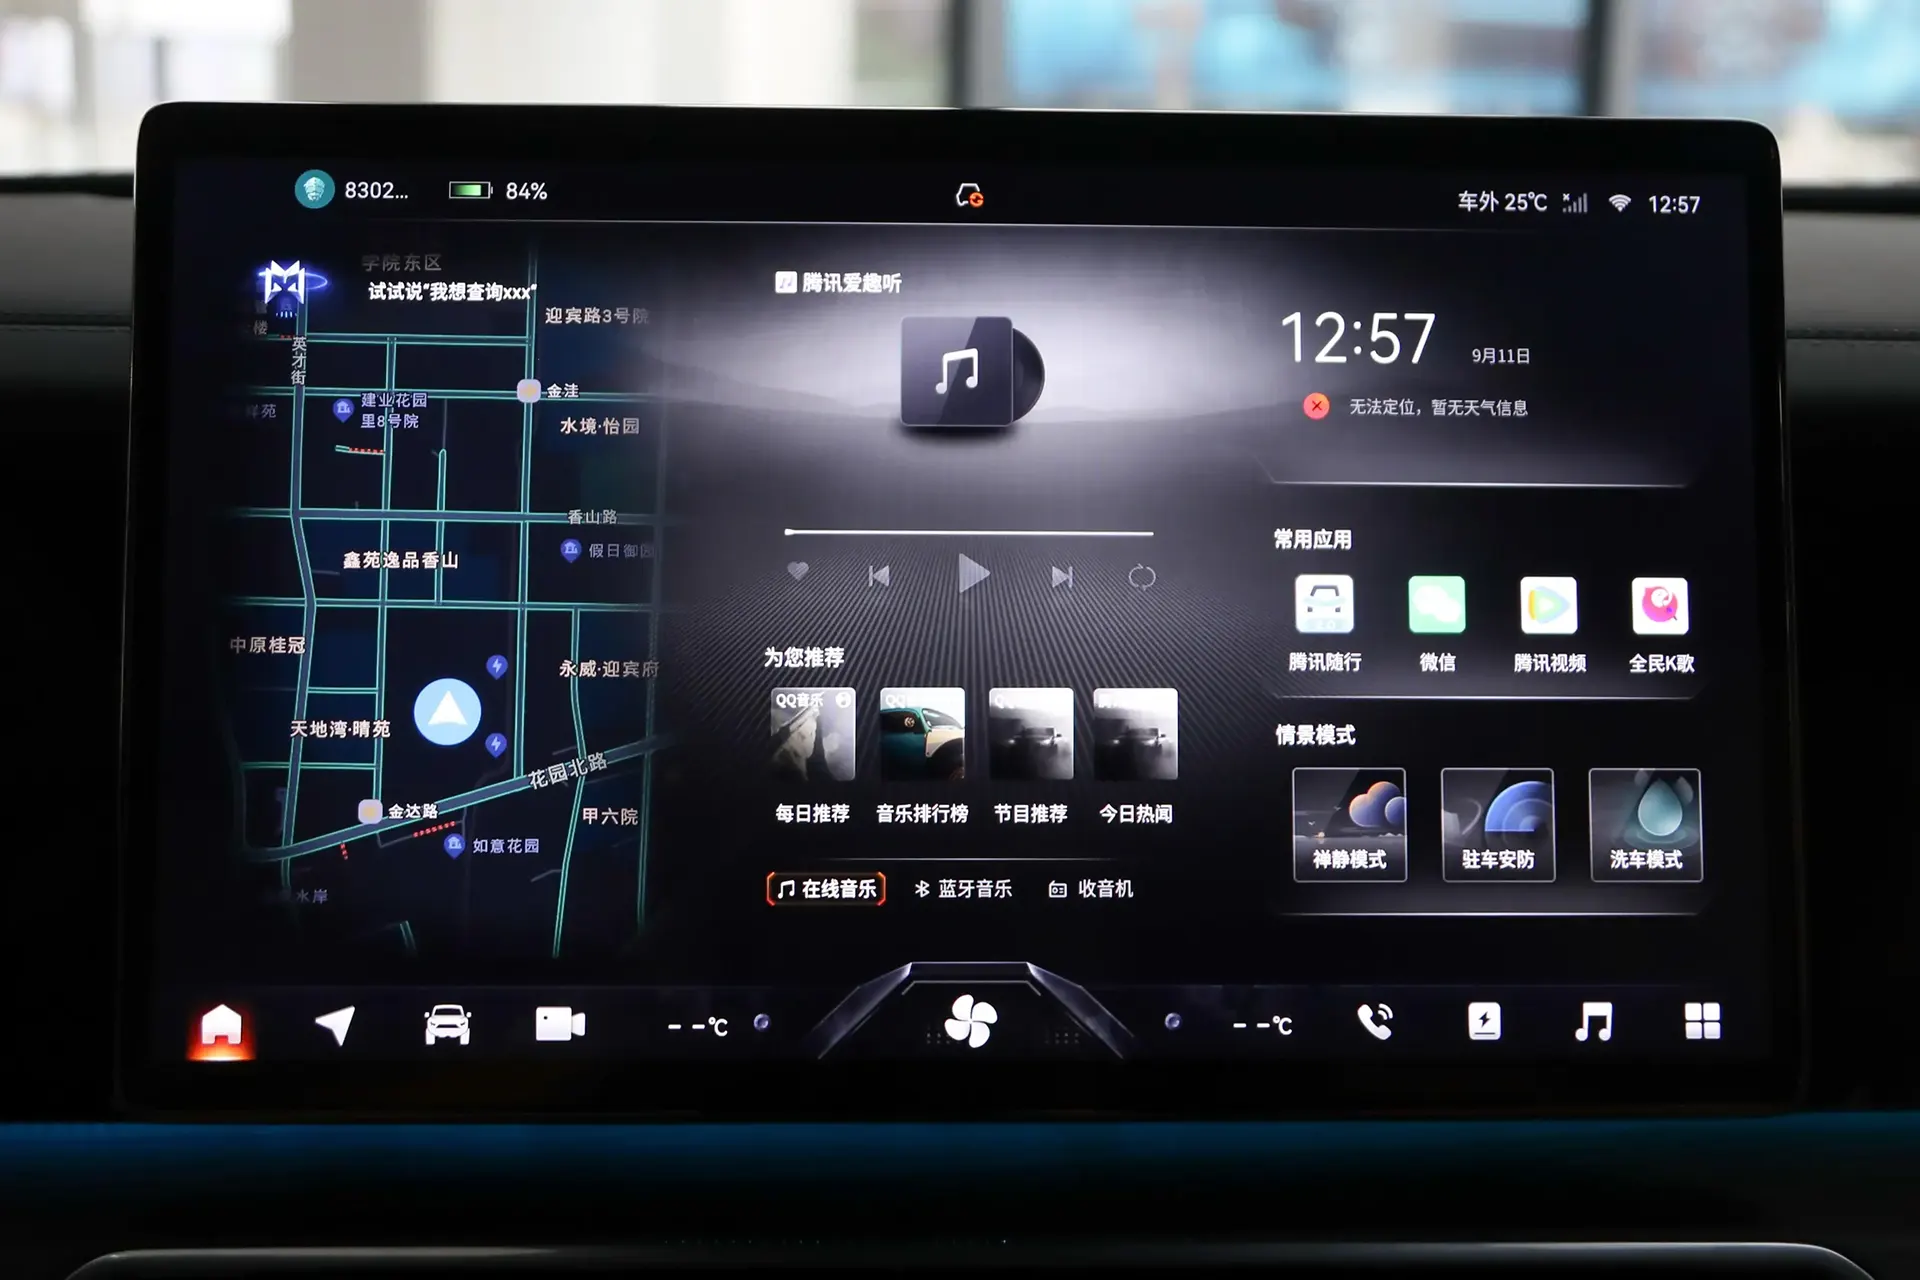 8302...
84%
车外 25℃
12:57
学院东区
试试说“我想查询xxx”
迎宾路3号院
楼
英才街
金洼
建业花园
里8号院
祥苑
水境·怡园
香山路
假日御园
鑫苑逸品香山
中原桂冠
永威·迎宾府
天地湾·晴苑
花园北路
金达路
甲六院
如意花园
水岸
腾讯爱趣听
为您推荐
QQ音乐
每日推荐
音乐排行榜
节目推荐
今日热闻
在线音乐
蓝牙音乐
收音机
12:57
9月11日
无法定位，暂无天气信息
常用应用
腾讯随行
微信
腾讯视频
全民K歌
情景模式
禅静模式
驻车安防
洗车模式
--℃
--℃